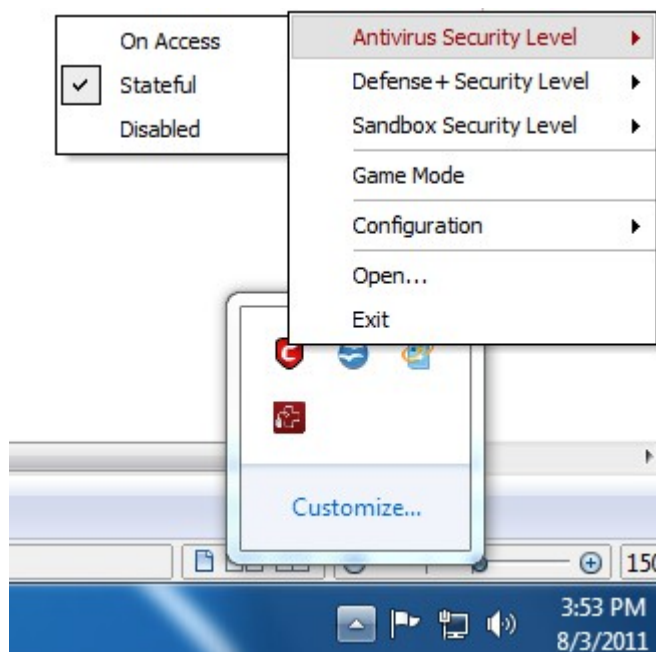 On Access
Stateful
Disabled
Antivirus Security Level
Defense+ Security Level
Sandbox Security Level
Game Mode
Configuration
Open...
Exit
C
Customize...
150
3:53 PM
8/3/2011